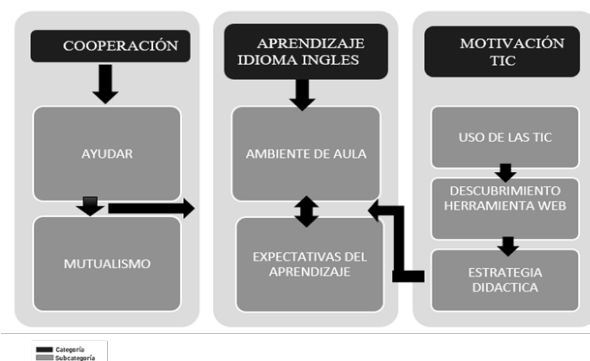 COOPERACIÓN
AYUDAR
MUTUALISMO
APRENDIZAJE
IDIOMA INGLES
AMBIENTE DE AULA
EXPECTATIVAS DEL
APRENDIZAJE
MOTIVACIÓN
TIC
USO DE LAS TIC
DESCUBRIMIENTO
HERRAMIENTA WEB
ESTRATEGIA
DIDACTICA
Categoría
Subcategoría